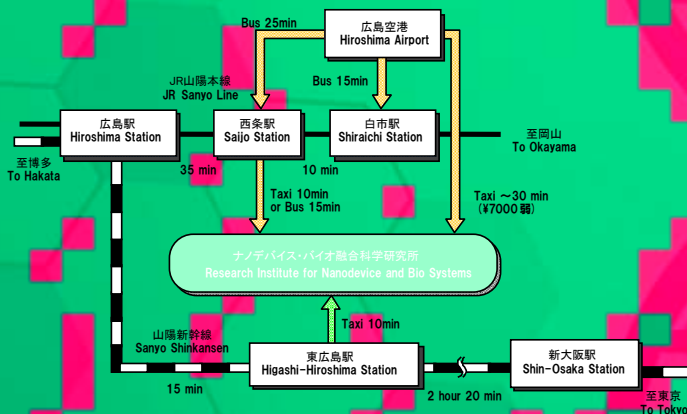 Bus 25min
広島空港
Hiroshima Airport
Bus 15min
JR山陽本線
JR Sanyo Line
広島駅
Hiroshima Station
西条駅
Saijo Station
白市駅
Shiraichi Station
至岡山
To Okayama
至博多
To Hakata
35 min
10 min
Taxi 10min
or Bus 15min
Taxi ～30 min
(¥7000弱)
ナノデバイス・バイオ融合科学研究所
Research Institute for Nanodevice and Bio Systems
Taxi 10min
山陽新幹線
Sanyo Shinkansen
東広島駅
Higashi-Hiroshima Station
新大阪駅
Shin-Osaka Station
15 min
2 hour 20 min
至東京
To Tokyo